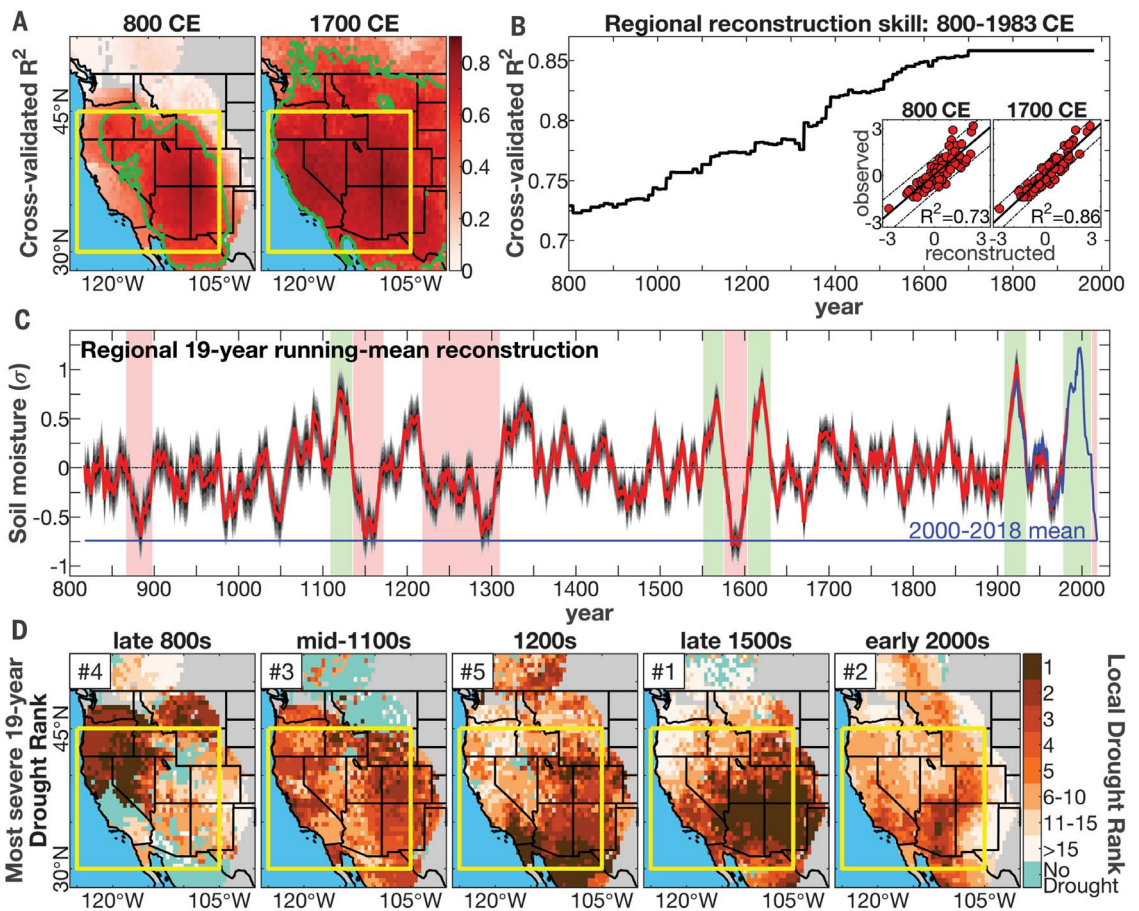 A
800 CE
1700 CE
Cross-validated R²
45°N
30°N
120°W
105°W
120°W
105°W
0.8
0.6
0.4
0.2
0
B
Regional reconstruction skill: 800-1983 CE
Cross-validated R²
0.85
0.8
0.75
0.7
800 CE
1700 CE
observed
3
0
-3
R²=0.73
R²=0.86
-3
0
3
-3
0
3
reconstructed
800
1000
1200
1400
1600
1800
2000
year
C
Regional 19-year running-mean reconstruction
Soil moisture (σ)
1
0.5
0
-0.5
-1
2000-2018 mean
800
900
1000
1100
1200
1300
1400
1500
1600
1700
1800
1900
2000
year
D
late 800s
mid-1100s
1200s
late 1500s
early 2000s
#4
#3
#5
#1
#2
Most severe 19-year
Drought Rank
45°N
30°N
120°W
105°W
120°W
105°W
120°W
105°W
120°W
105°W
120°W
105°W
1
2
3
4
5
6-10
11-15
>15
No
Drought
Local Drought Rank